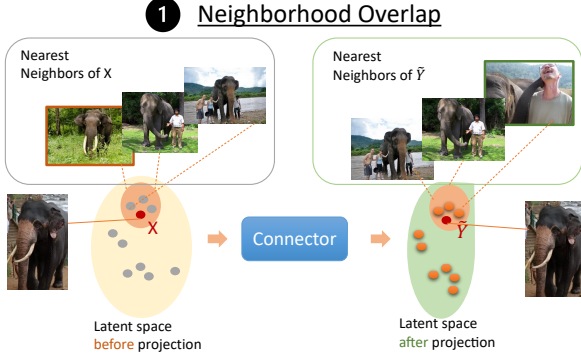 1 Neighborhood Overlap
Nearest
Neighbors of X
Nearest
Neighbors of Ỹ
X
Connector
Ỹ
Latent space
before projection
Latent space
after projection